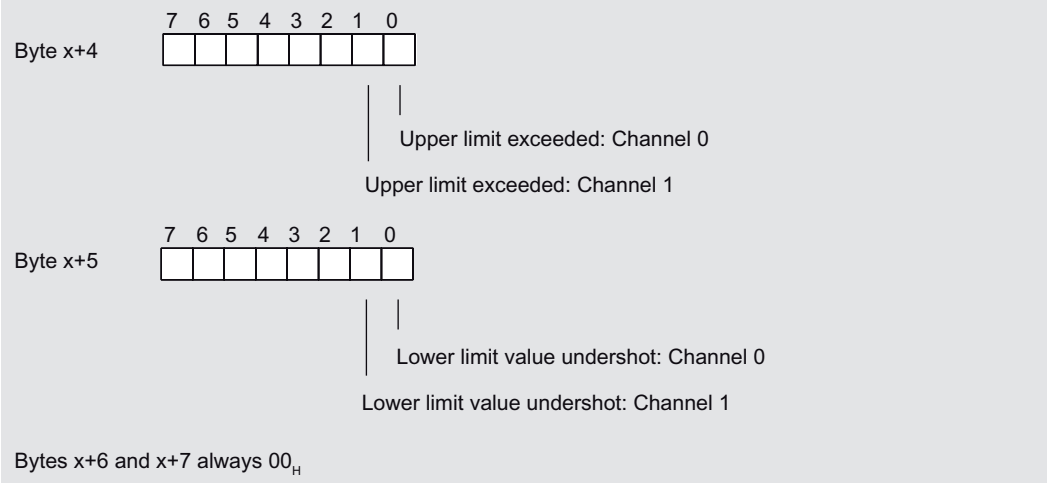 7 6 5 4 3 2 1 0
Byte x+4
Upper limit exceeded: Channel 0
Upper limit exceeded: Channel 1
7 6 5 4 3 2 1 0
Byte x+5
Lower limit value undershot: Channel 0
Lower limit value undershot: Channel 1
Bytes x+6 and x+7 always 00H